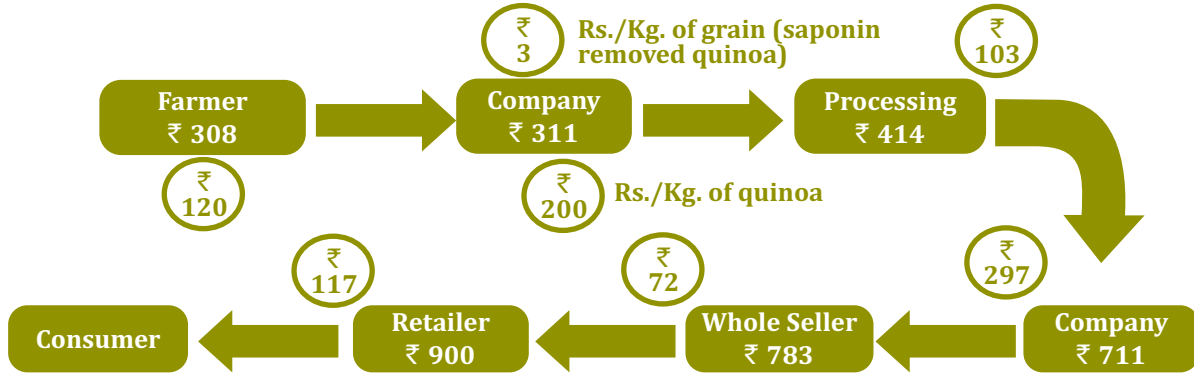 ₹
3
Rs./Kg. of grain (saponin
removed quinoa)
₹
103
Farmer
₹ 308
Company
₹ 311
Processing
₹ 414
₹
120
₹
200
Rs./Kg. of quinoa
₹
117
₹
72
₹
297
Consumer
Retailer
₹ 900
Whole Seller
₹ 783
Company
₹ 711